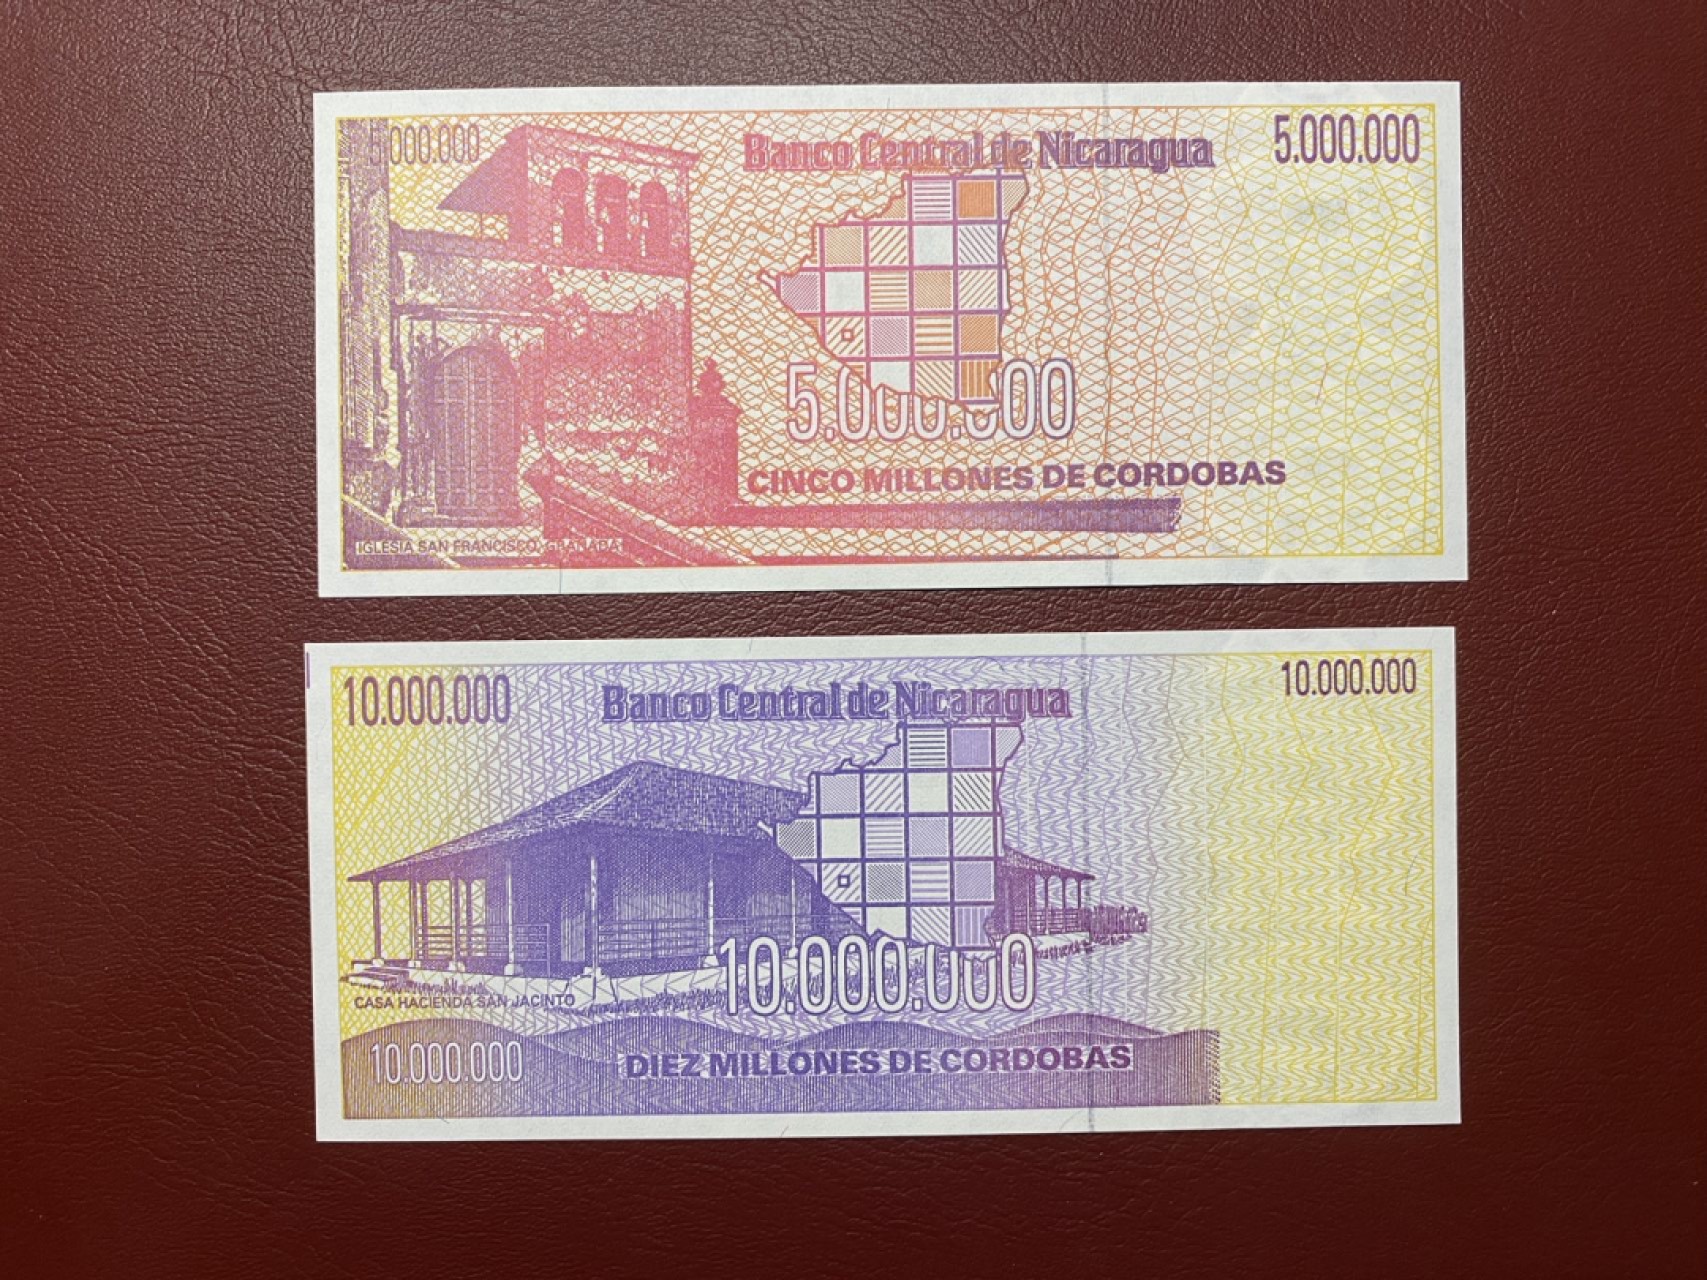 5.000.000
Banco Central de Nicaragua
5.000.000
5.000.000
CINCO MILLONES DE CORDOBAS
IGLESIA SAN FRANCISCO, GRANADA
10.000.000
Banco Central de Nicaragua
10.000.000
10.000.000
CASA HACIENDA SAN JACINTO
10.000.000
DIEZ MILLONES DE CORDOBAS